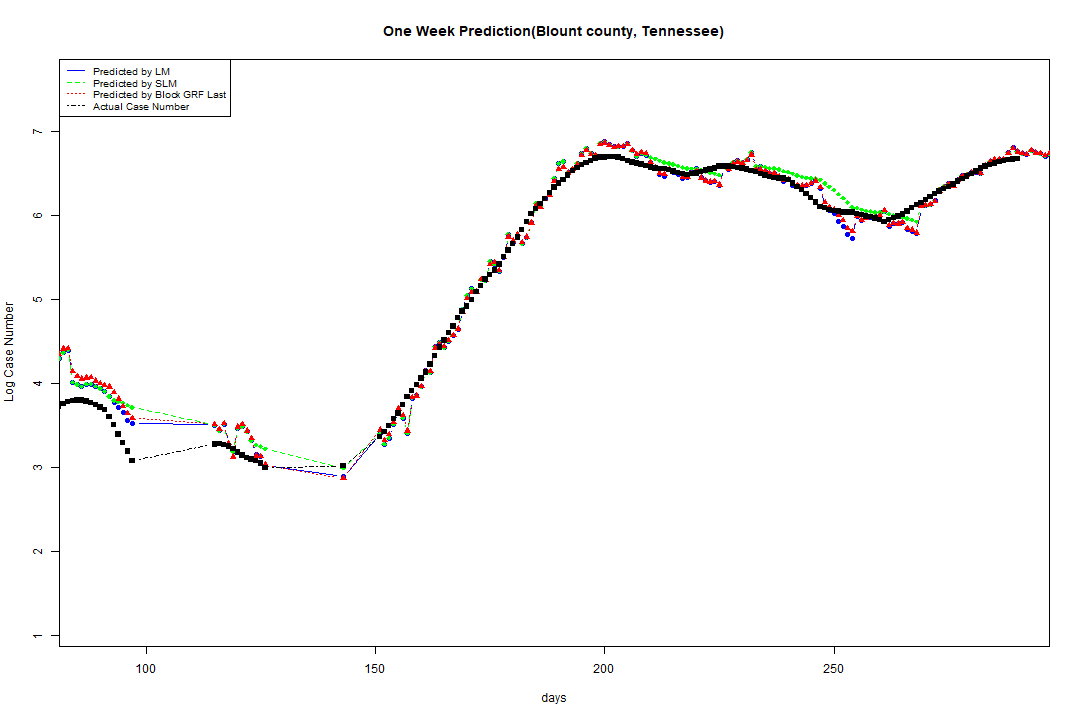 One Week Prediction(Blount county, Tennessee)
Predicted by LM
Predicted by SLM
Predicted by Block GRF Last
Actual Case Number
7
6
5
4
3
2
1
Log Case Number
100 150 200 250
days